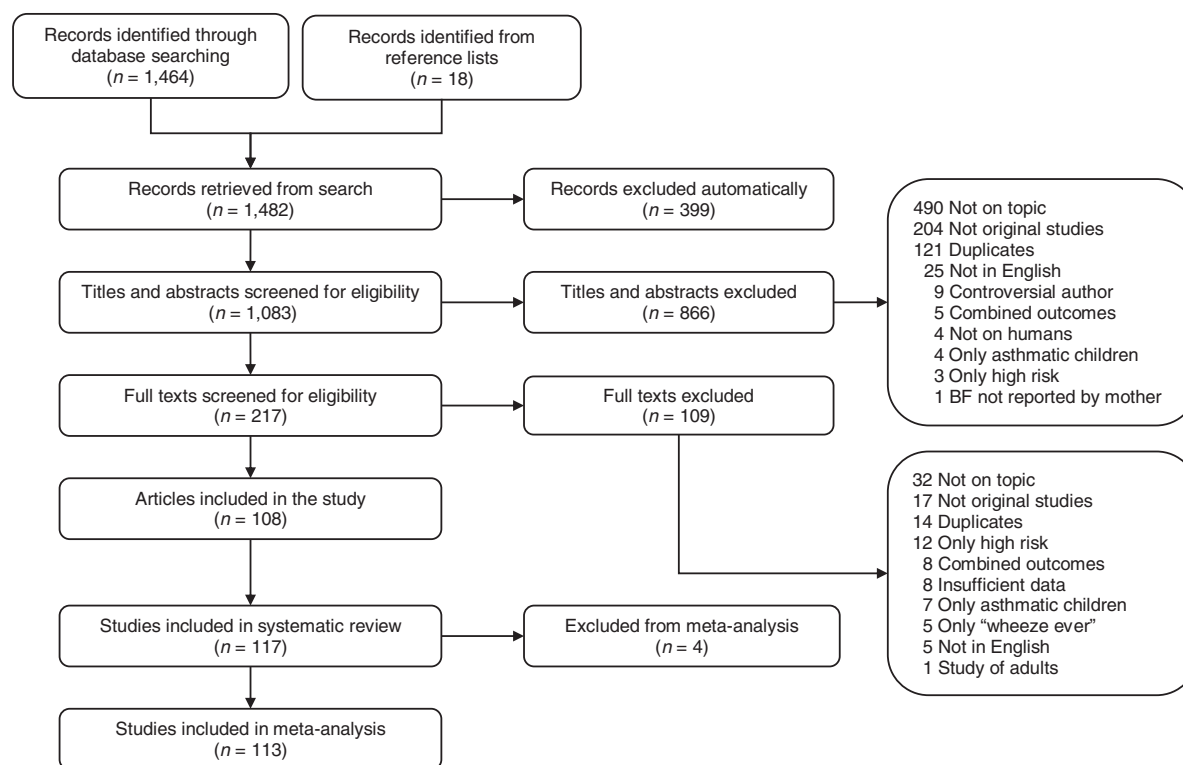 Records identified through
database searching
(n = 1,464)
Records identified from
reference lists
(n = 18)
Records retrieved from search
(n = 1,482)
Records excluded automatically
(n = 399)
Titles and abstracts screened for eligibility
(n = 1,083)
Titles and abstracts excluded
(n = 866)
490 Not on topic
204 Not original studies
121 Duplicates
25 Not in English
9 Controversial author
5 Combined outcomes
4 Not on humans
4 Only asthmatic children
3 Only high risk
1 BF not reported by mother
Full texts screened for eligibility
(n = 217)
Full texts excluded
(n = 109)
32 Not on topic
17 Not original studies
14 Duplicates
12 Only high risk
8 Combined outcomes
8 Insufficient data
7 Only asthmatic children
5 Only “wheeze ever”
5 Not in English
1 Study of adults
Articles included in the study
(n = 108)
Studies included in systematic review
(n = 117)
Excluded from meta-analysis
(n = 4)
Studies included in meta-analysis
(n = 113)